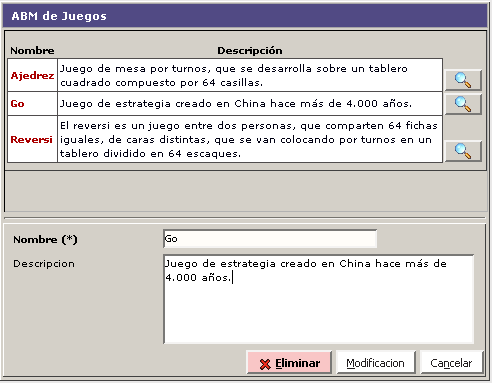 ABM de Juegos
Nombre Descripción
Ajedrez Juego de mesa por turnos, que se desarrolla sobre un tablero
cuadrado compuesto por 64 casillas.
Go Juego de estrategia creado en China hace más de 4.000 años.
El reversi es un juego entre dos personas, que comparten 64 fichas
Reversi iguales, de caras distintas, que se van colocando por turnos en un
tablero dividido en 64 escaques.
Nombre (*) Go
Descripcion Juego de estrategia creado en China hace más de
4.000 años.
Eliminar Modificacion Cancelar